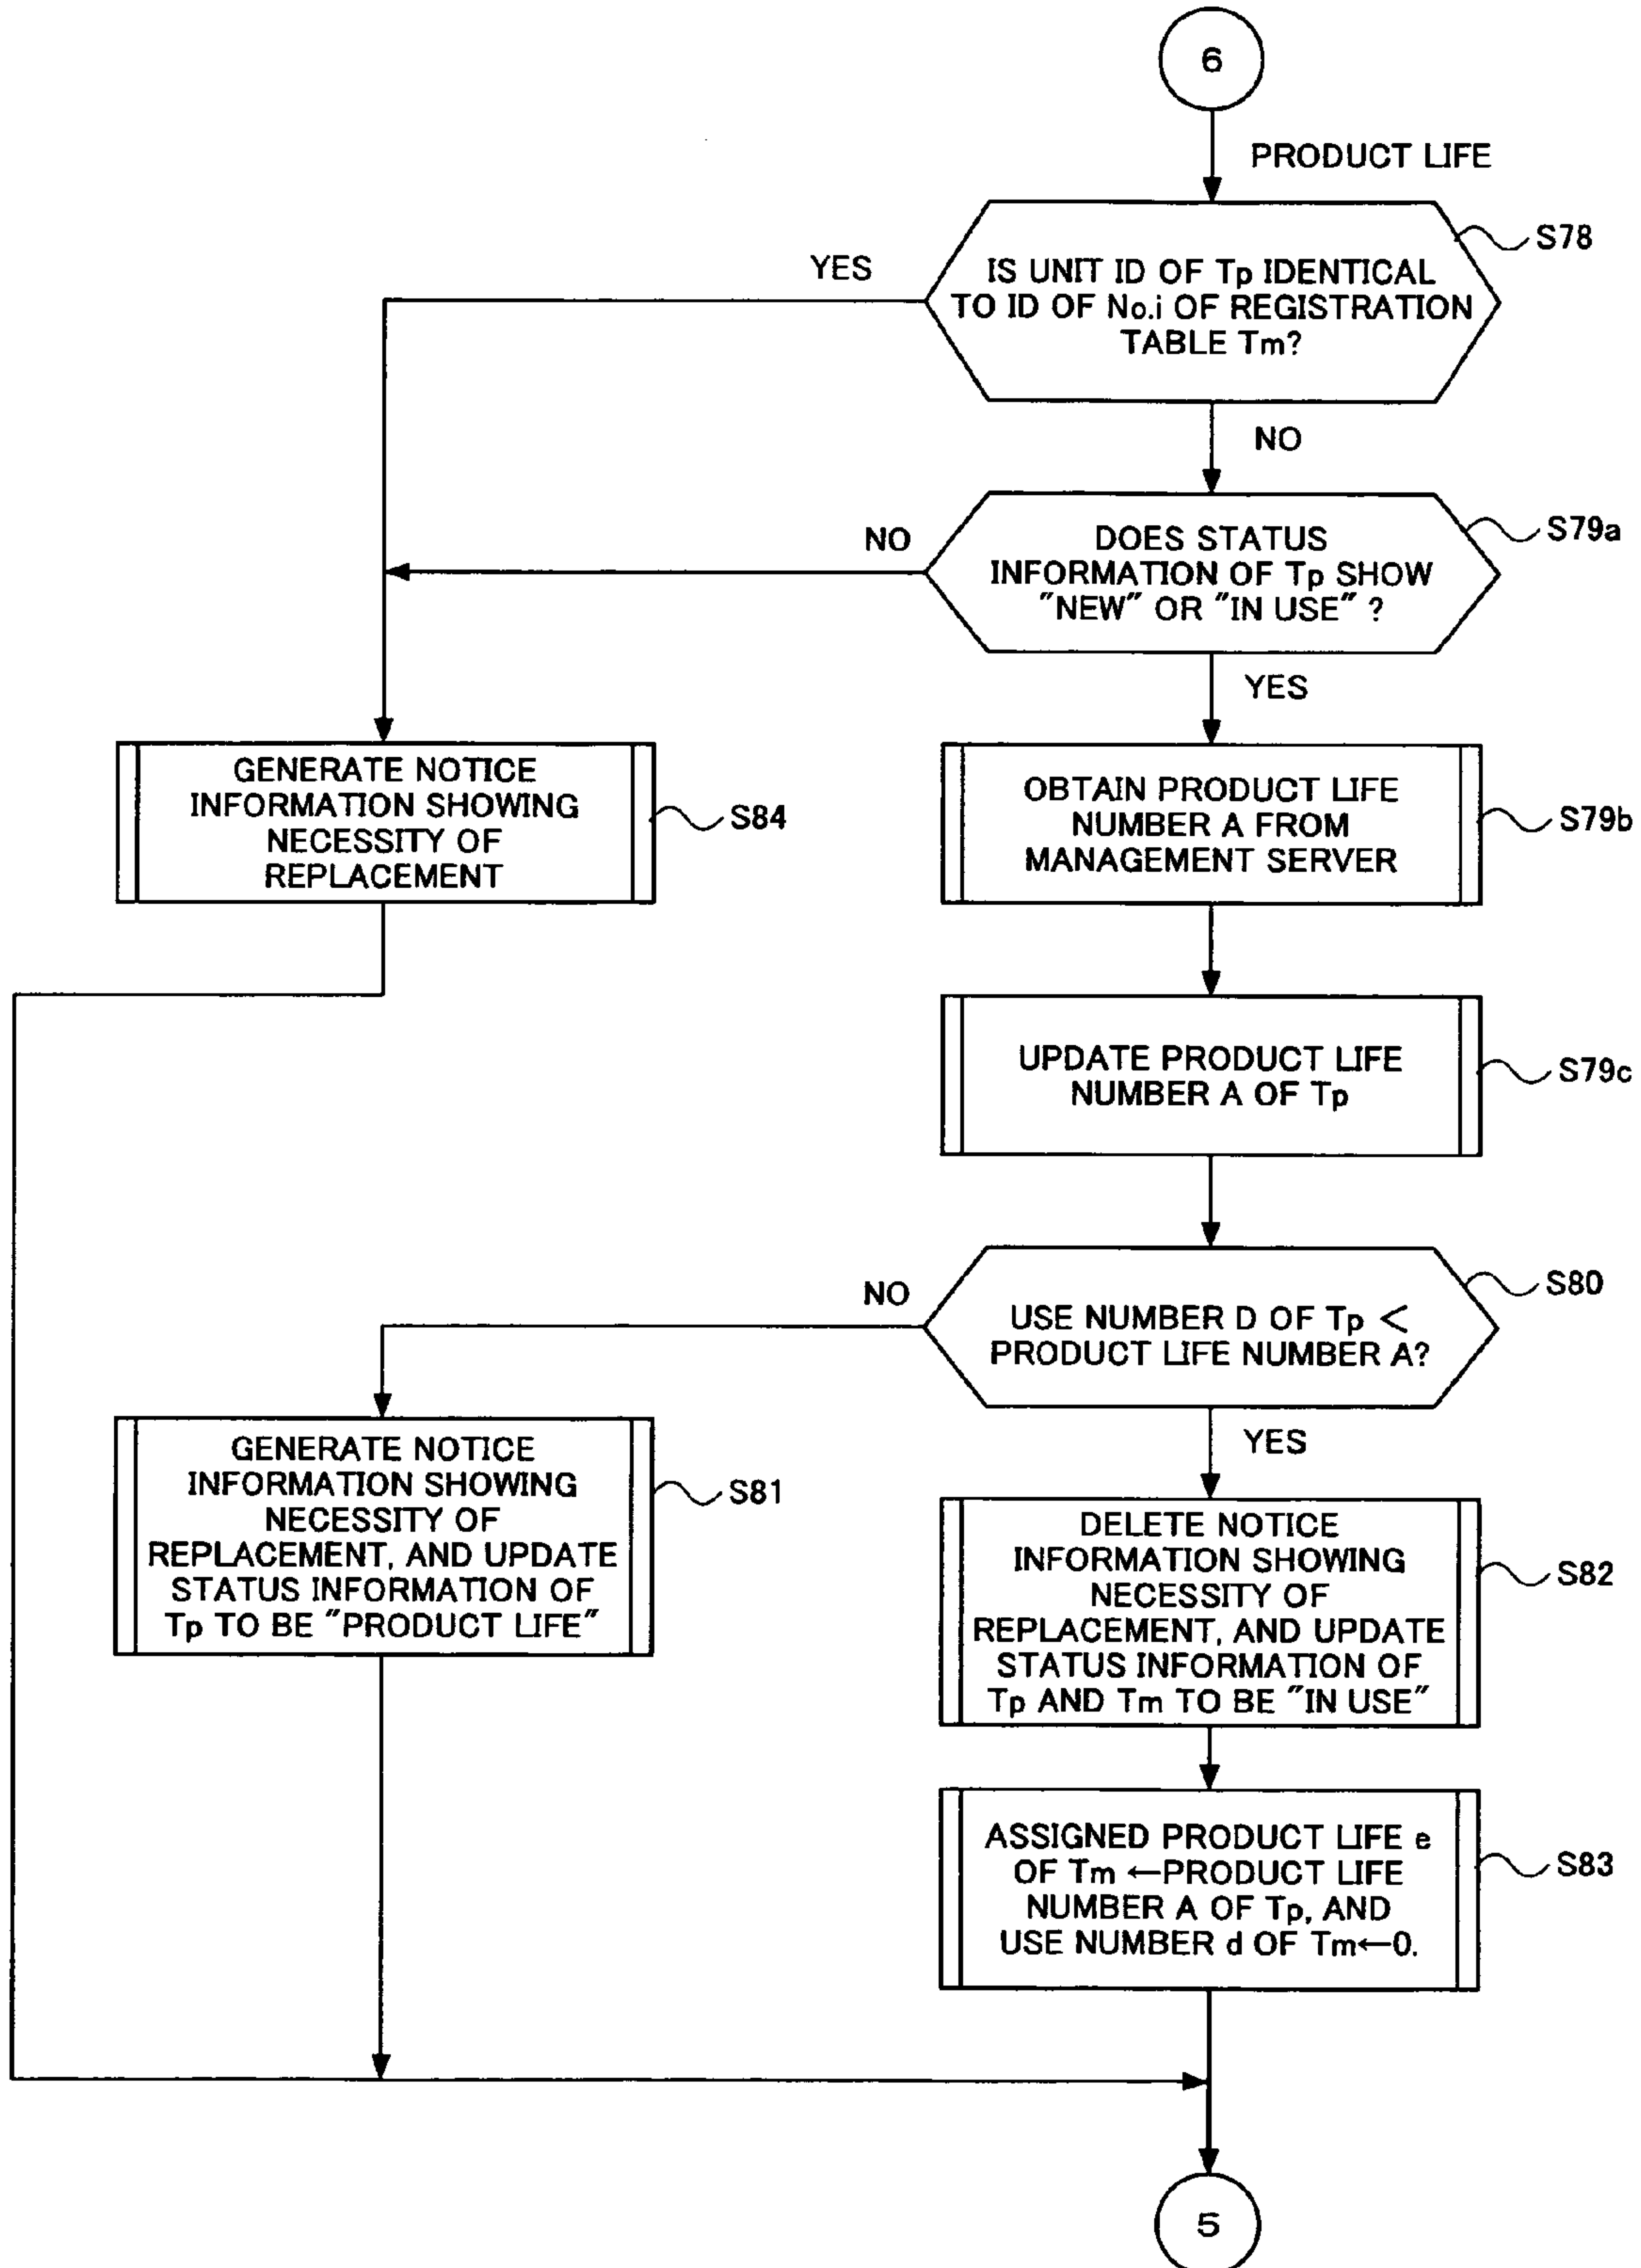 6
PRODUCT LIFE
S78
YES
IS UNIT ID OF Tp IDENTICAL
TO ID OF No.i OF REGISTRATION
TABLE Tm?
NO
S79a
NO
DOES STATUS
INFORMATION OF Tp SHOW
"NEW" OR "IN USE" ?
YES
GENERATE NOTICE
INFORMATION SHOWING
NECESSITY OF
REPLACEMENT
S84
OBTAIN PRODUCT LIFE
NUMBER A FROM
MANAGEMENT SERVER
S79b
UPDATE PRODUCT LIFE
NUMBER A OF Tp
S79c
S80
NO
USE NUMBER D OF Tp <
PRODUCT LIFE NUMBER A?
YES
GENERATE NOTICE
INFORMATION SHOWING
NECESSITY OF
REPLACEMENT, AND UPDATE
STATUS INFORMATION OF
Tp TO BE "PRODUCT LIFE"
S81
DELETE NOTICE
INFORMATION SHOWING
NECESSITY OF
REPLACEMENT, AND UPDATE
STATUS INFORMATION OF
Tp AND Tm TO BE "IN USE"
S82
ASSIGNED PRODUCT LIFE e
OF Tm ←PRODUCT LIFE
NUMBER A OF Tp, AND
USE NUMBER d OF Tm←0.
S83
5